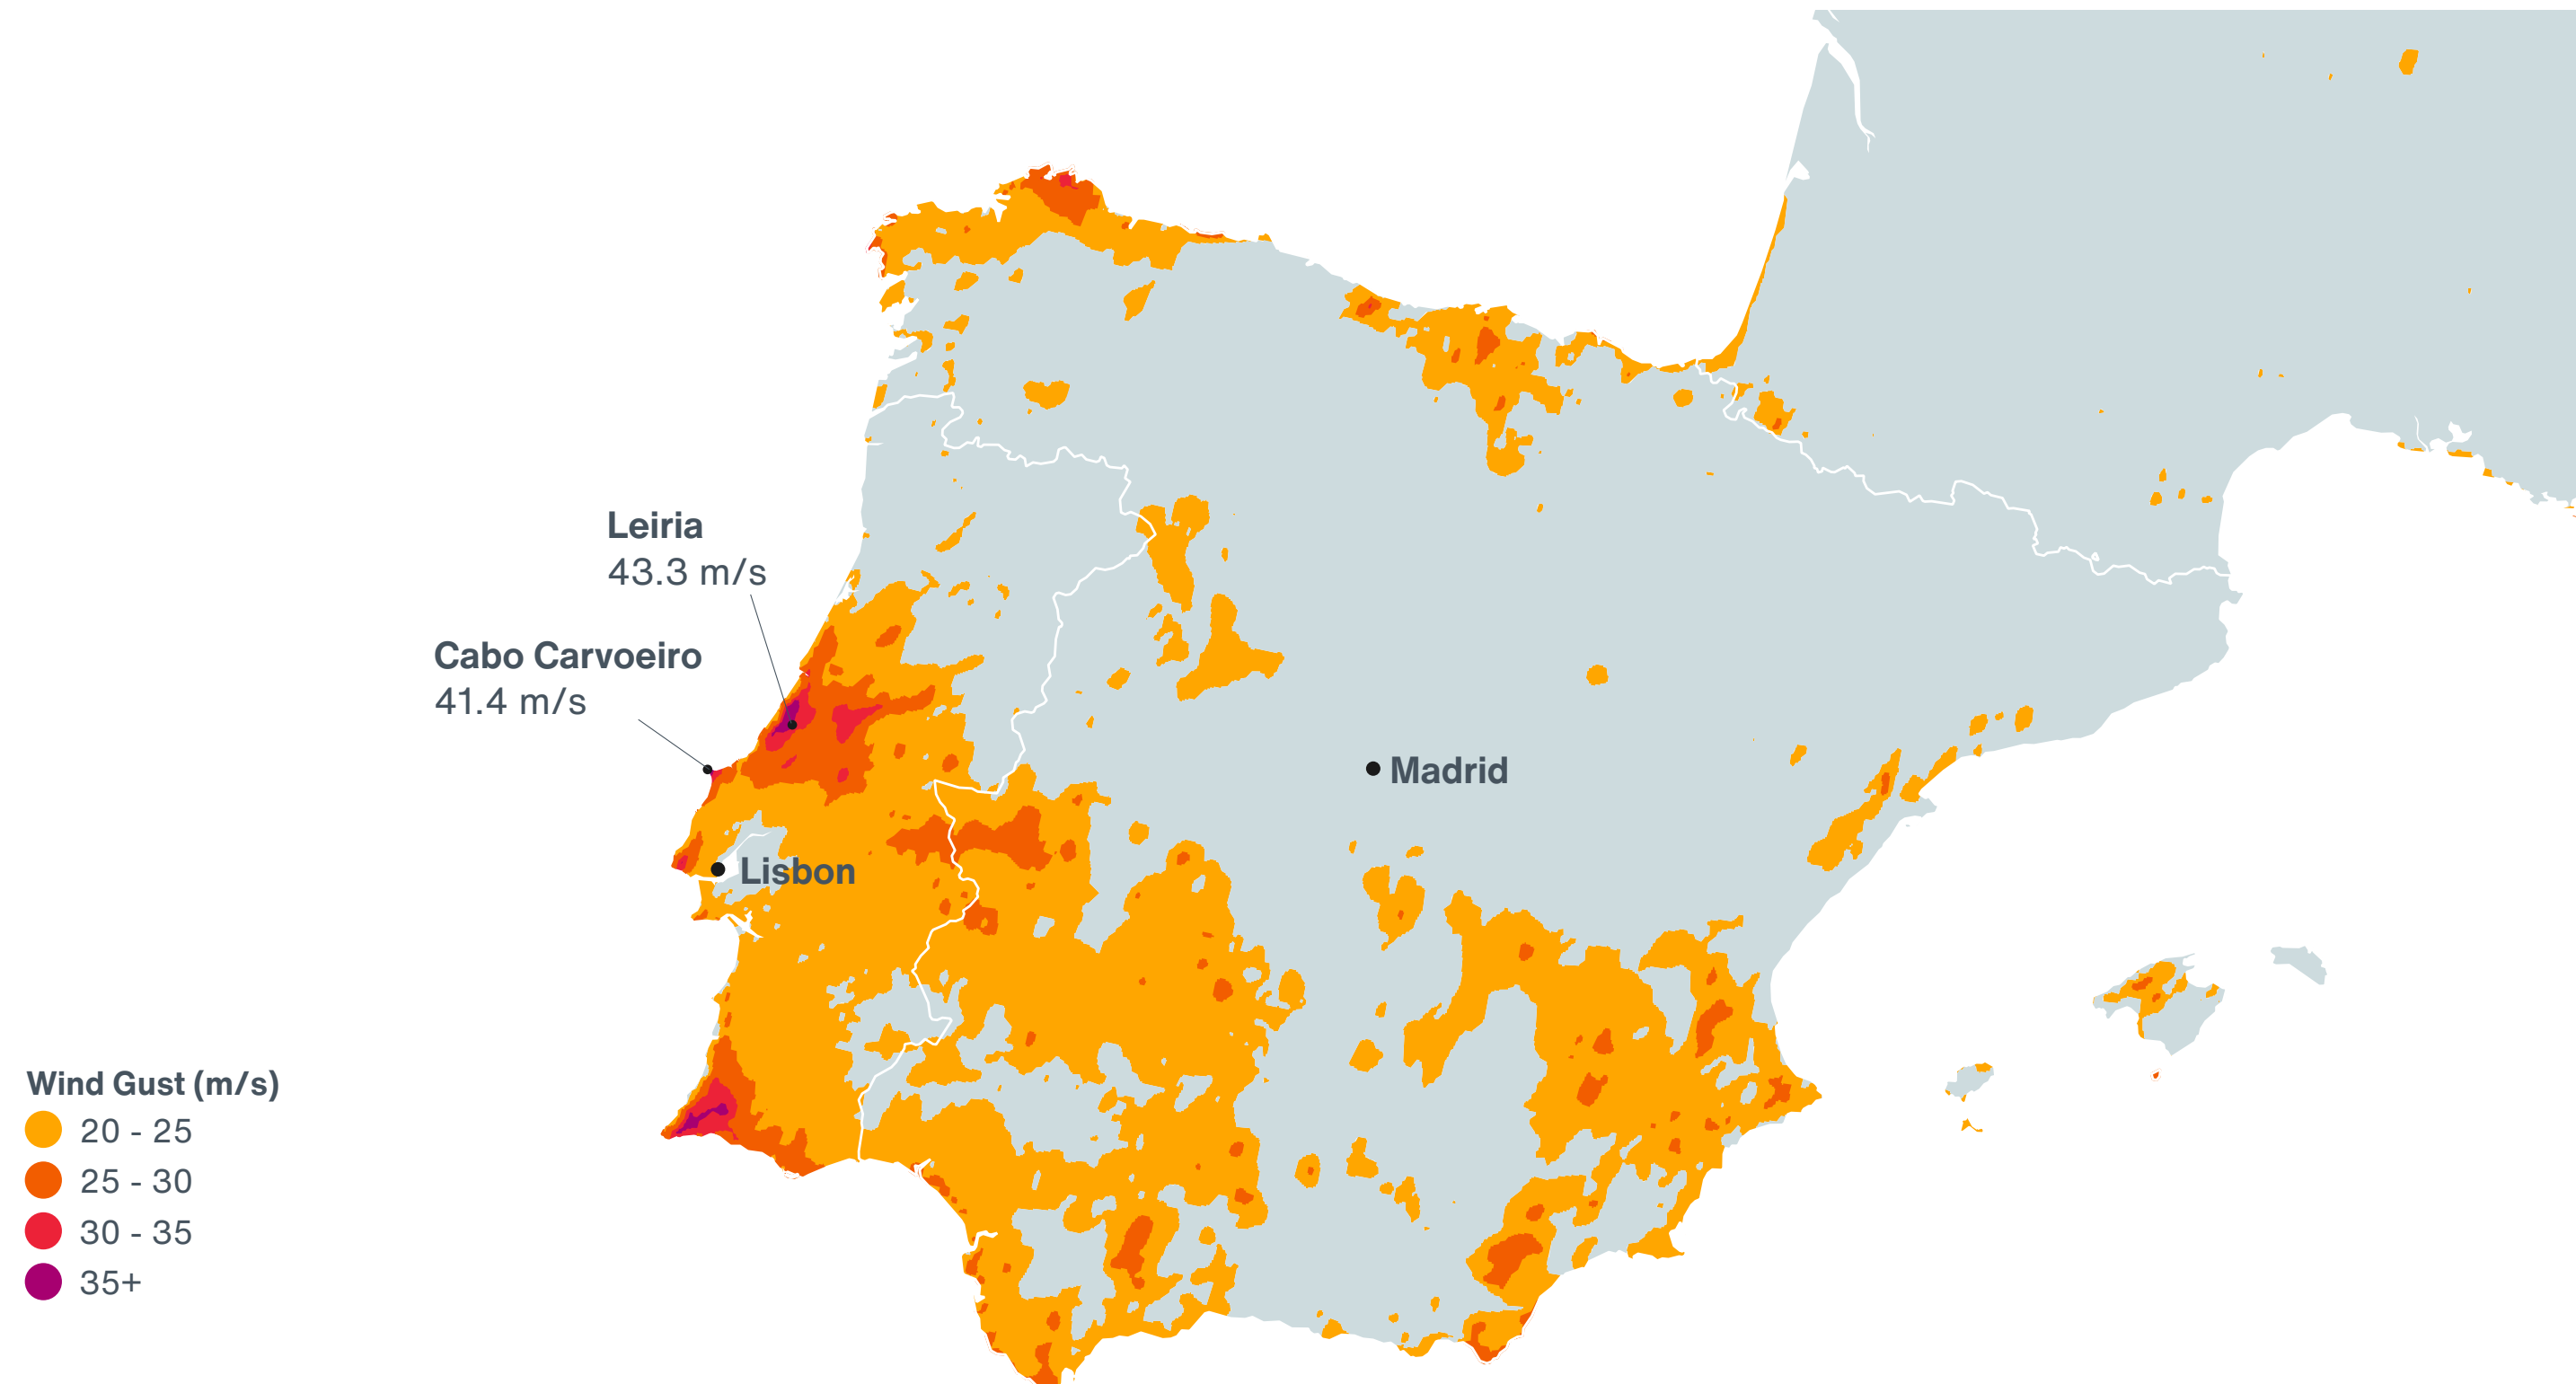 Leiria
43.3 m/s
Cabo Carvoeiro
41.4 m/s
Madrid
Lisbon
Wind Gust (m/s)
20 - 25
25 - 30
30 - 35
35+